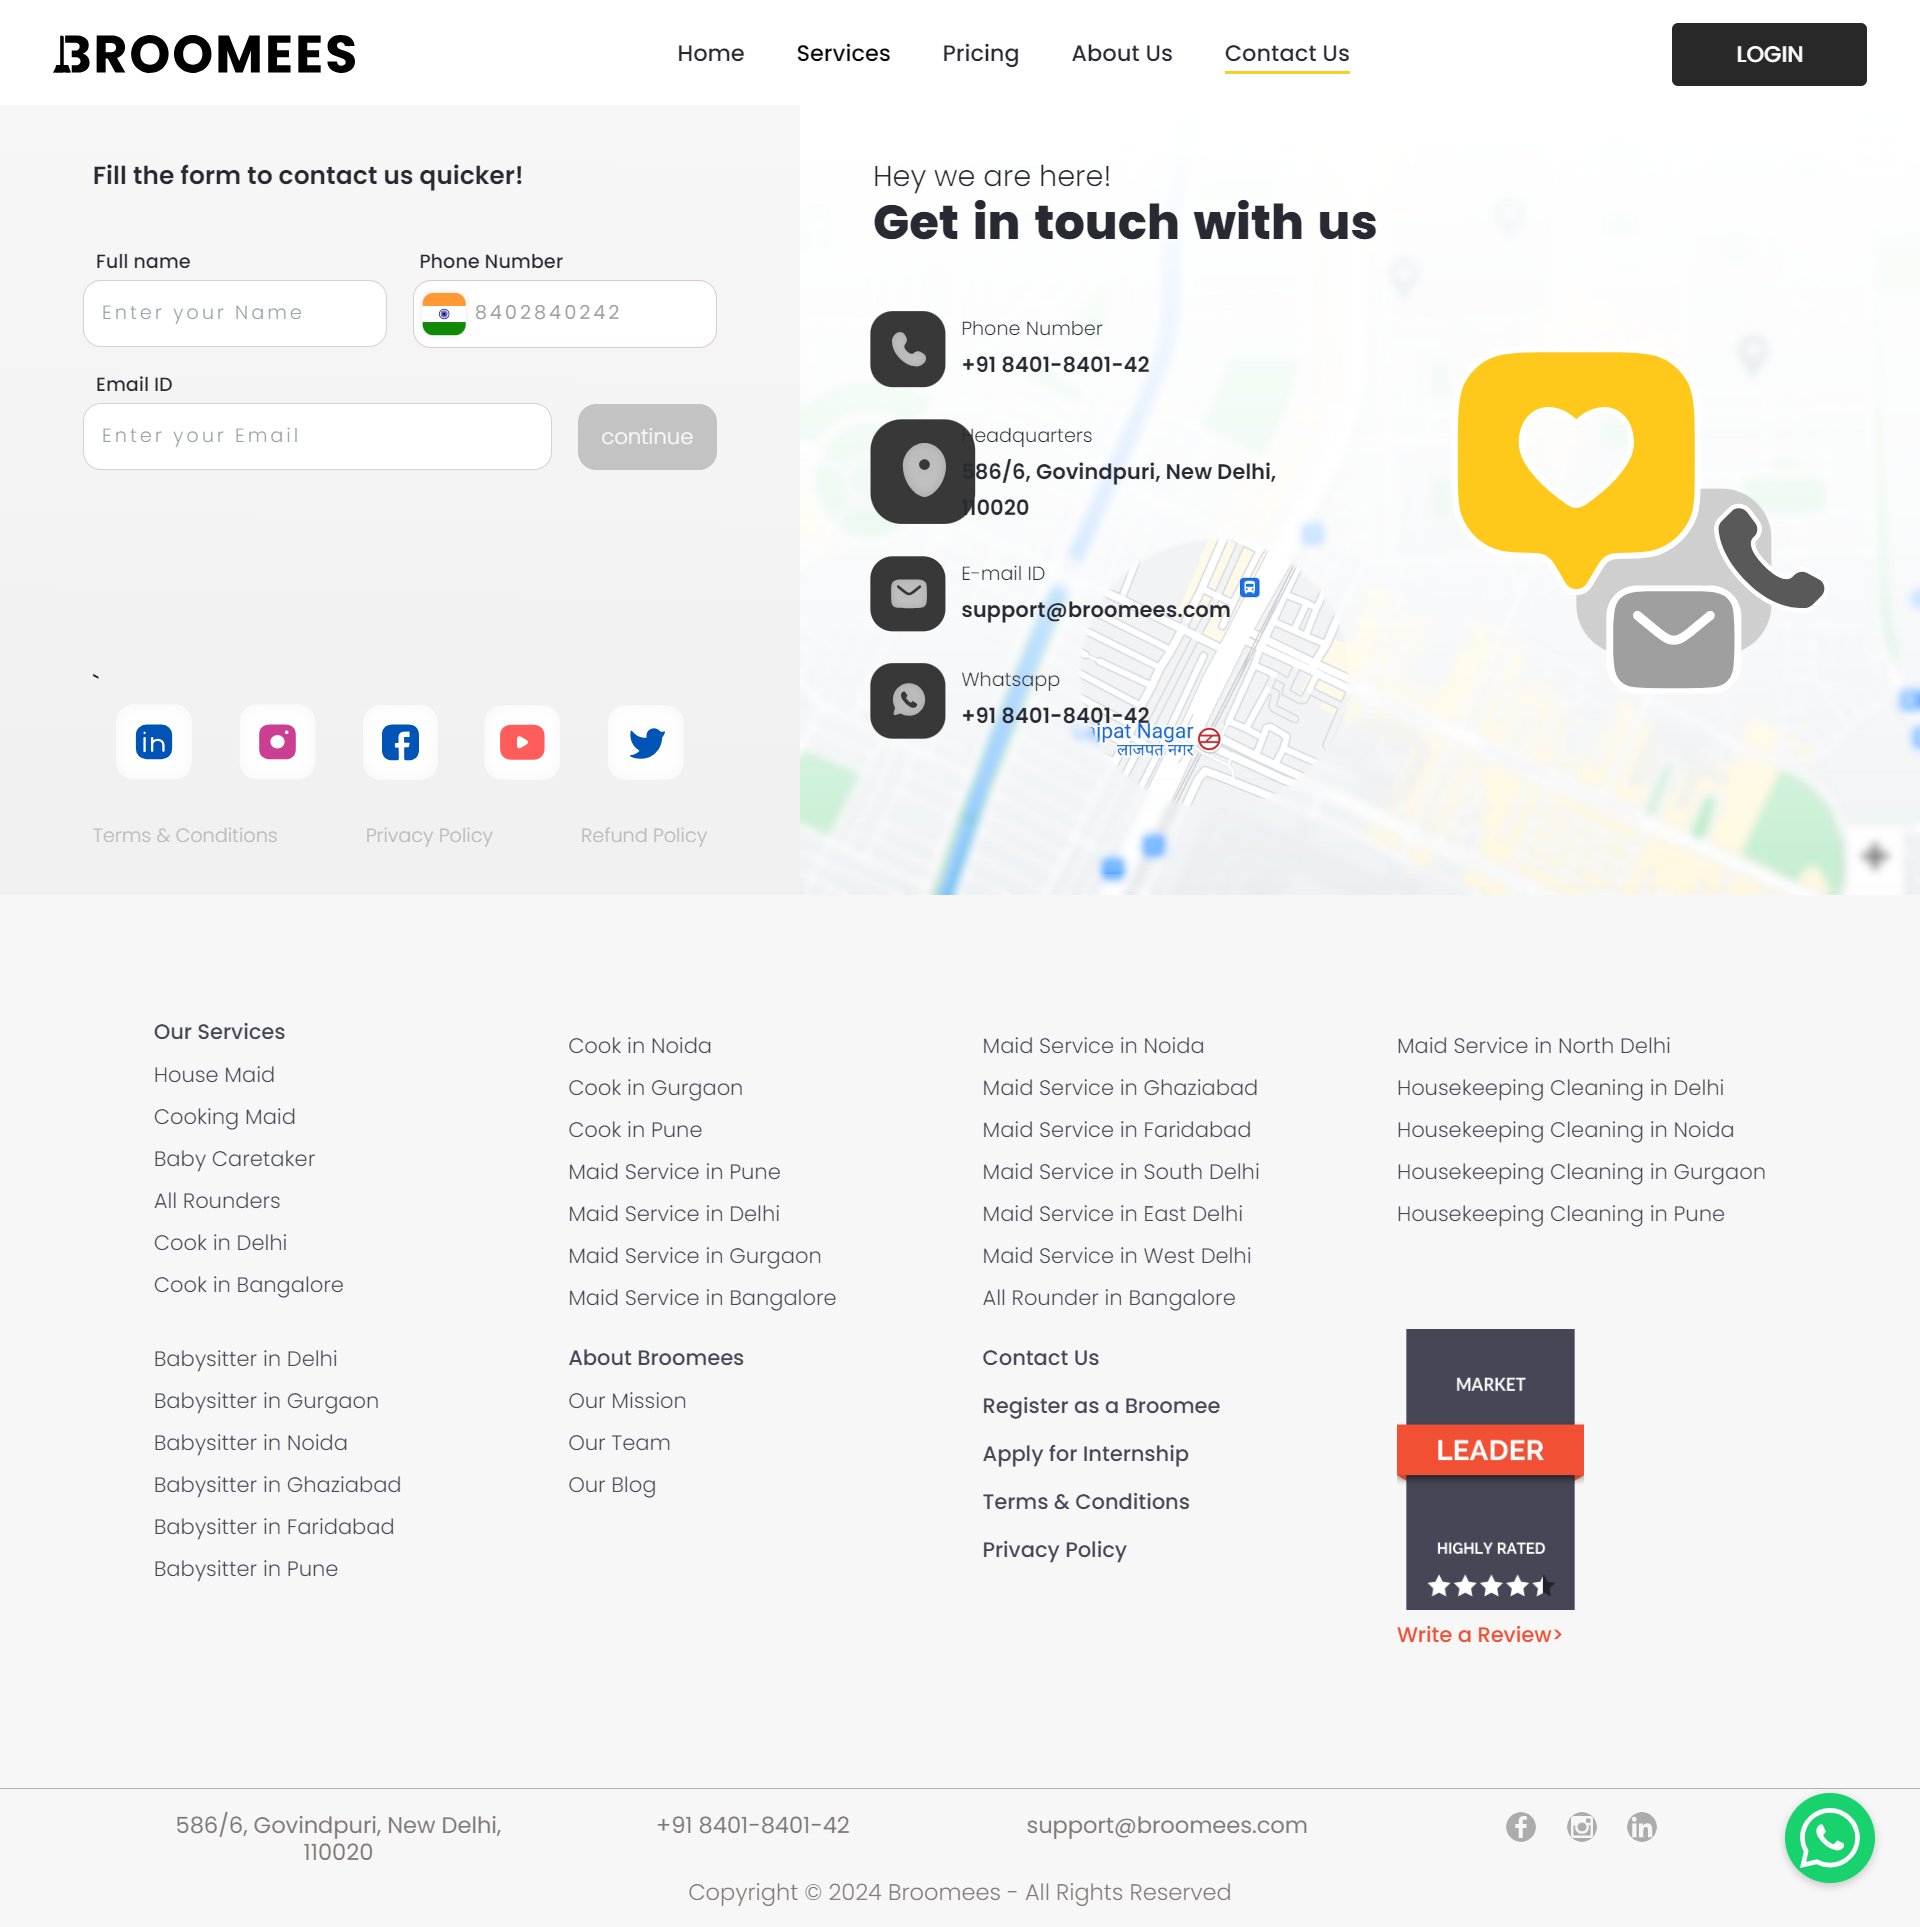 BROOMEES
Home
Services
Pricing
About Us
Contact Us
LOGIN
Fill the form to contact us quicker!
Full name
Phone Number
Enter your Name
8402840242
Email ID
Enter your Email
continue
Terms & Conditions
Privacy Policy
Refund Policy
Hey we are here!
Get in touch with us
Phone Number
+91 8401-8401-42
Headquarters
586/6, Govindpuri, New Delhi,
110020
E-mail ID
support@broomees.com
Whatsapp
+91 8401-8401-42
jpat Nagar
लाजपत नगर
Our Services
House Maid
Cooking Maid
Baby Caretaker
All Rounders
Cook in Delhi
Cook in Bangalore
Cook in Noida
Cook in Gurgaon
Cook in Pune
Maid Service in Pune
Maid Service in Delhi
Maid Service in Gurgaon
Maid Service in Bangalore
Maid Service in Noida
Maid Service in Ghaziabad
Maid Service in Faridabad
Maid Service in South Delhi
Maid Service in East Delhi
Maid Service in West Delhi
All Rounder in Bangalore
Maid Service in North Delhi
Housekeeping Cleaning in Delhi
Housekeeping Cleaning in Noida
Housekeeping Cleaning in Gurgaon
Housekeeping Cleaning in Pune
Babysitter in Delhi
Babysitter in Gurgaon
Babysitter in Noida
Babysitter in Ghaziabad
Babysitter in Faridabad
Babysitter in Pune
About Broomees
Our Mission
Our Team
Our Blog
Contact Us
Register as a Broomee
Apply for Internship
Terms & Conditions
Privacy Policy
MARKET
LEADER
HIGHLY RATED
Write a Review>
586/6, Govindpuri, New Delhi,
110020
+91 8401-8401-42
support@broomees.com
Copyright © 2024 Broomees - All Rights Reserved